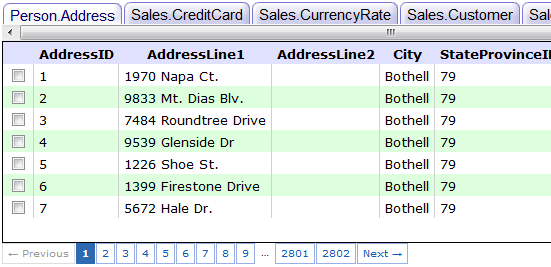 Person.Address Sales.CreditCard Sales.CurrencyRate Sales.Customer
AddressID AddressLine1 AddressLine2 City StateProvinceI
1 1970 Napa Ct. Bothell 79
2 9833 Mt. Dias Blv. Bothell 79
3 7484 Roundtree Drive Bothell 79
4 9539 Glenside Dr Bothell 79
5 1226 Shoe St. Bothell 79
6 1399 Firestone Drive Bothell 79
7 5672 Hale Dr. Bothell 79
← Previous 1 2 3 4 5 6 7 8 9 ... 2801 2802 Next →